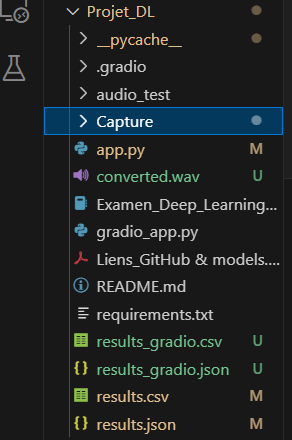 Projet_DL
__pycache__
.gradio
audio_test
Capture
app.py M
converted.wav U
Examen_Deep_Learning...
gradio_app.py
Liens_GitHub & models....
README.md
requirements.txt
results_gradio.csv U
results_gradio.json U
results.csv M
results.json M